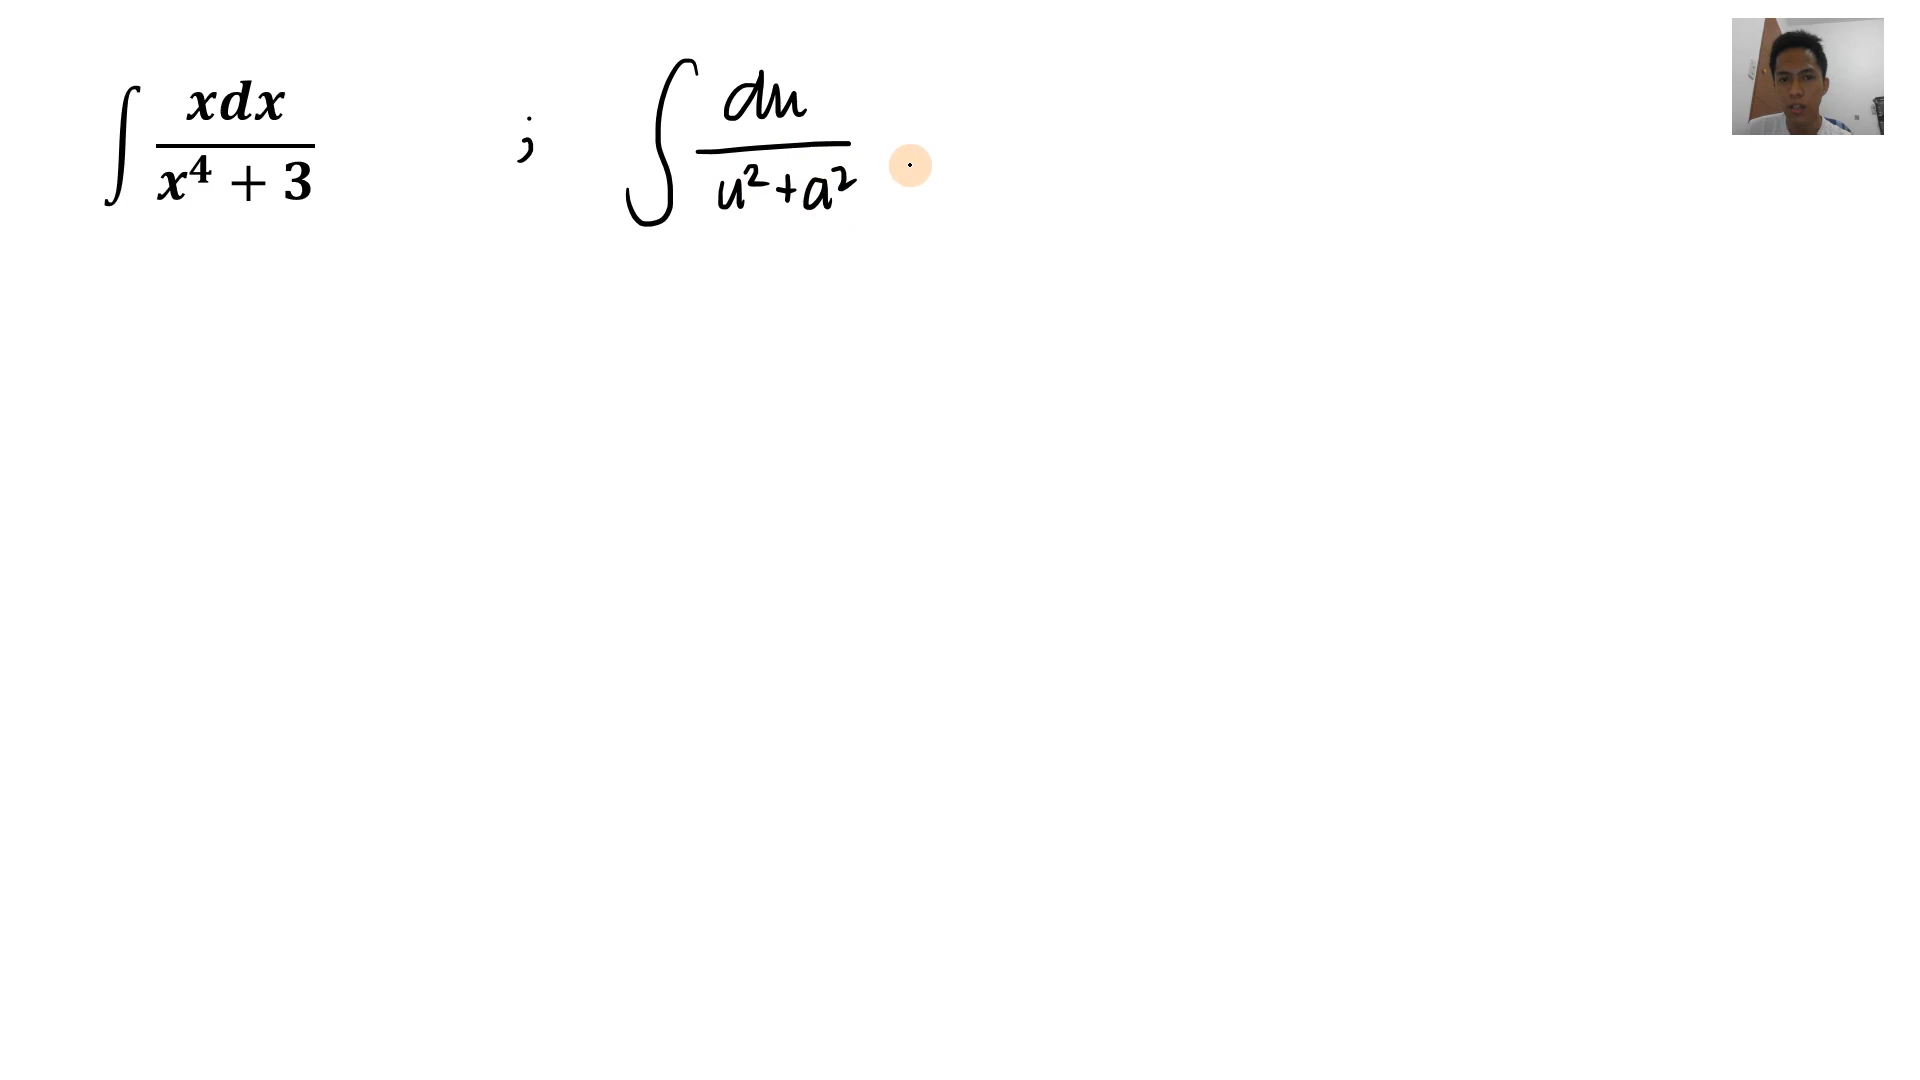 ∫ xdx / x⁴ + 3 ; ∫ du / u² + a²